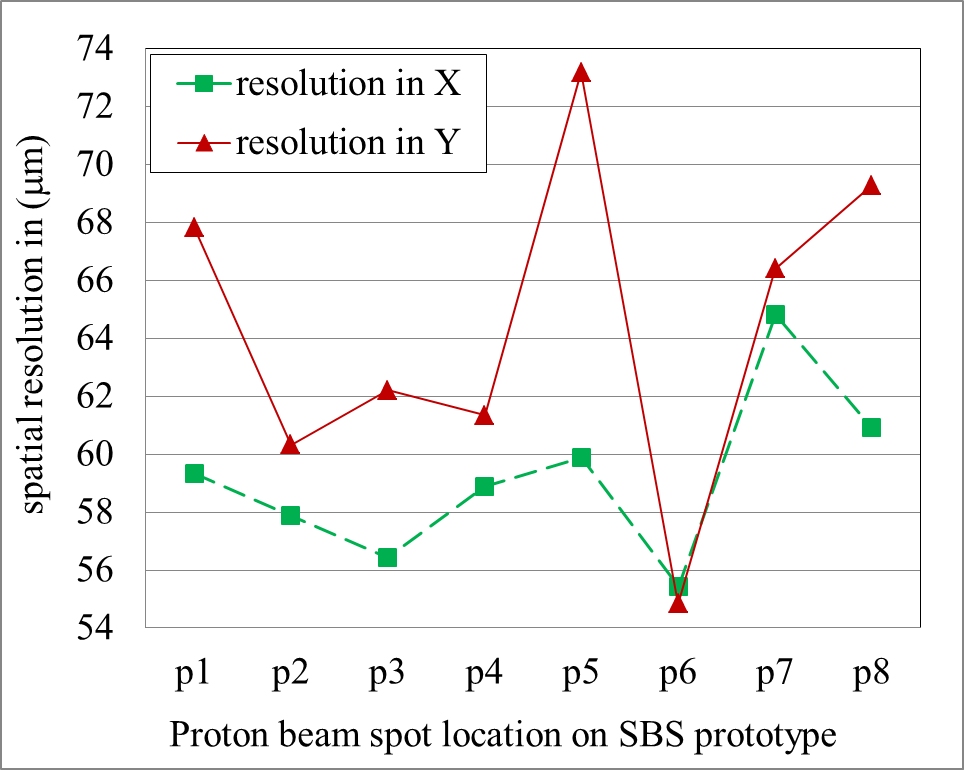 74
72
70
68
66
64
62
60
58
56
54
resolution in X
resolution in Y
spatial resolution in (µm)
p1 p2 p3 p4 p5 p6 p7 p8
Proton beam spot location on SBS prototype